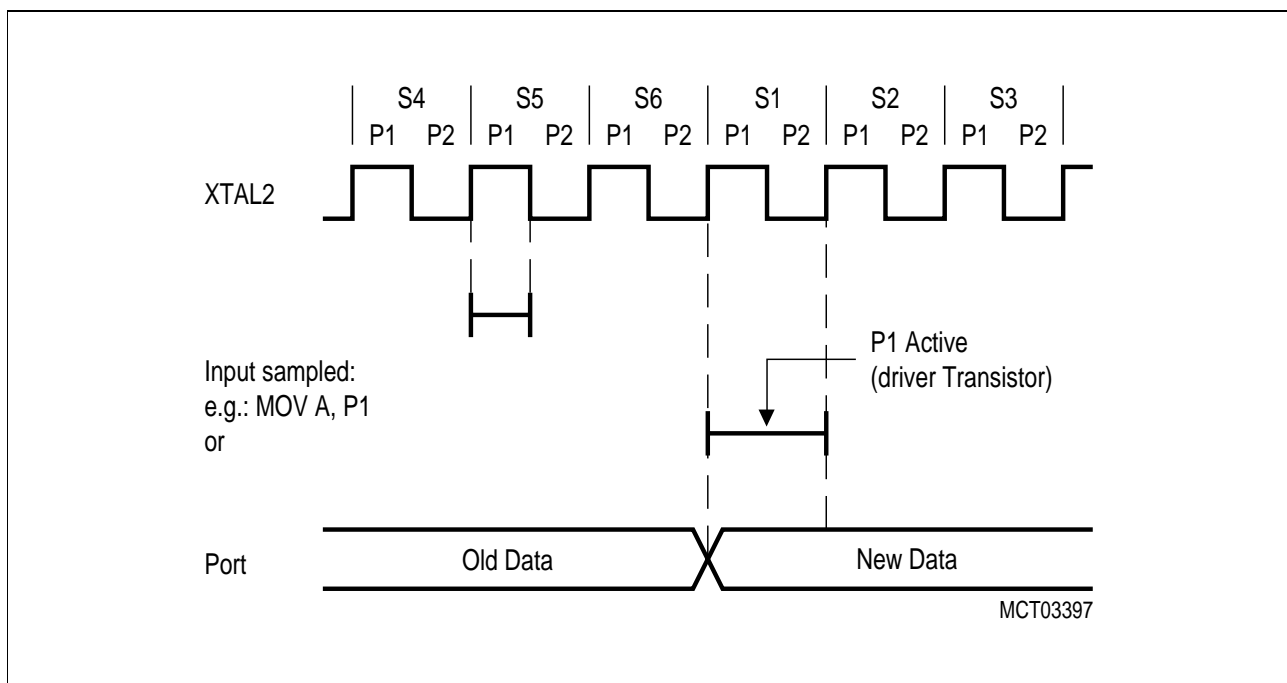 S4 S5 S6 S1 S2 S3
P1 P2 P1 P2 P1 P2 P1 P2 P1 P2 P1 P2
XTAL2
P1 Active
(driver Transistor)
Input sampled:
e.g.: MOV A, P1
or
Port
Old Data
New Data
MCT03397